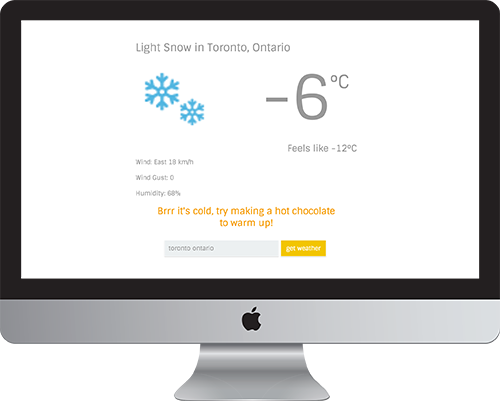 Light Snow in Toronto, Ontario
-6°C
Feels like -12°C
Wind: East 19 km/h
Wind Gust: 0
Humidity: 68%
Brrr it's cold, try making a hot chocolate
to warm up!
toronto ontario
get weather